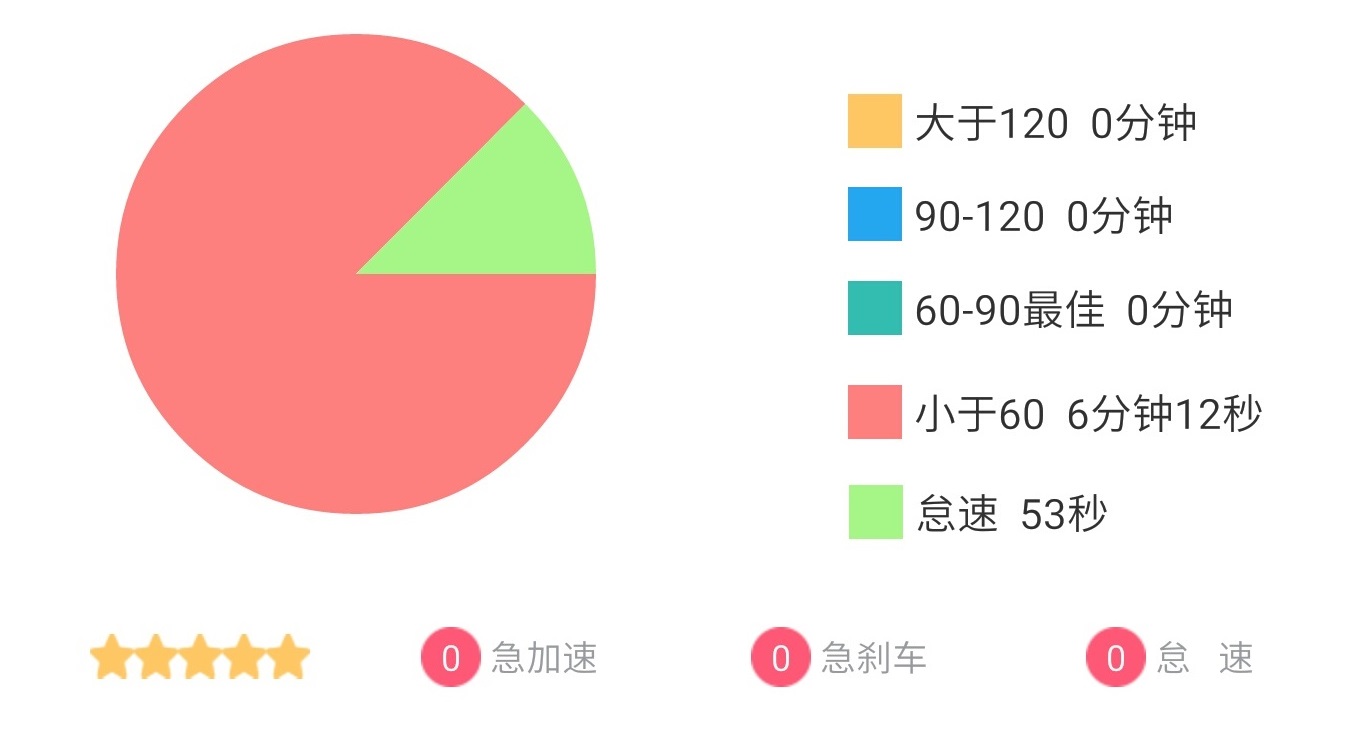 大于120 0分钟
90-120 0分钟
60-90最佳 0分钟
小于60 6分钟12秒
怠速 53秒
0 急加速 0 急刹车 0 怠 速